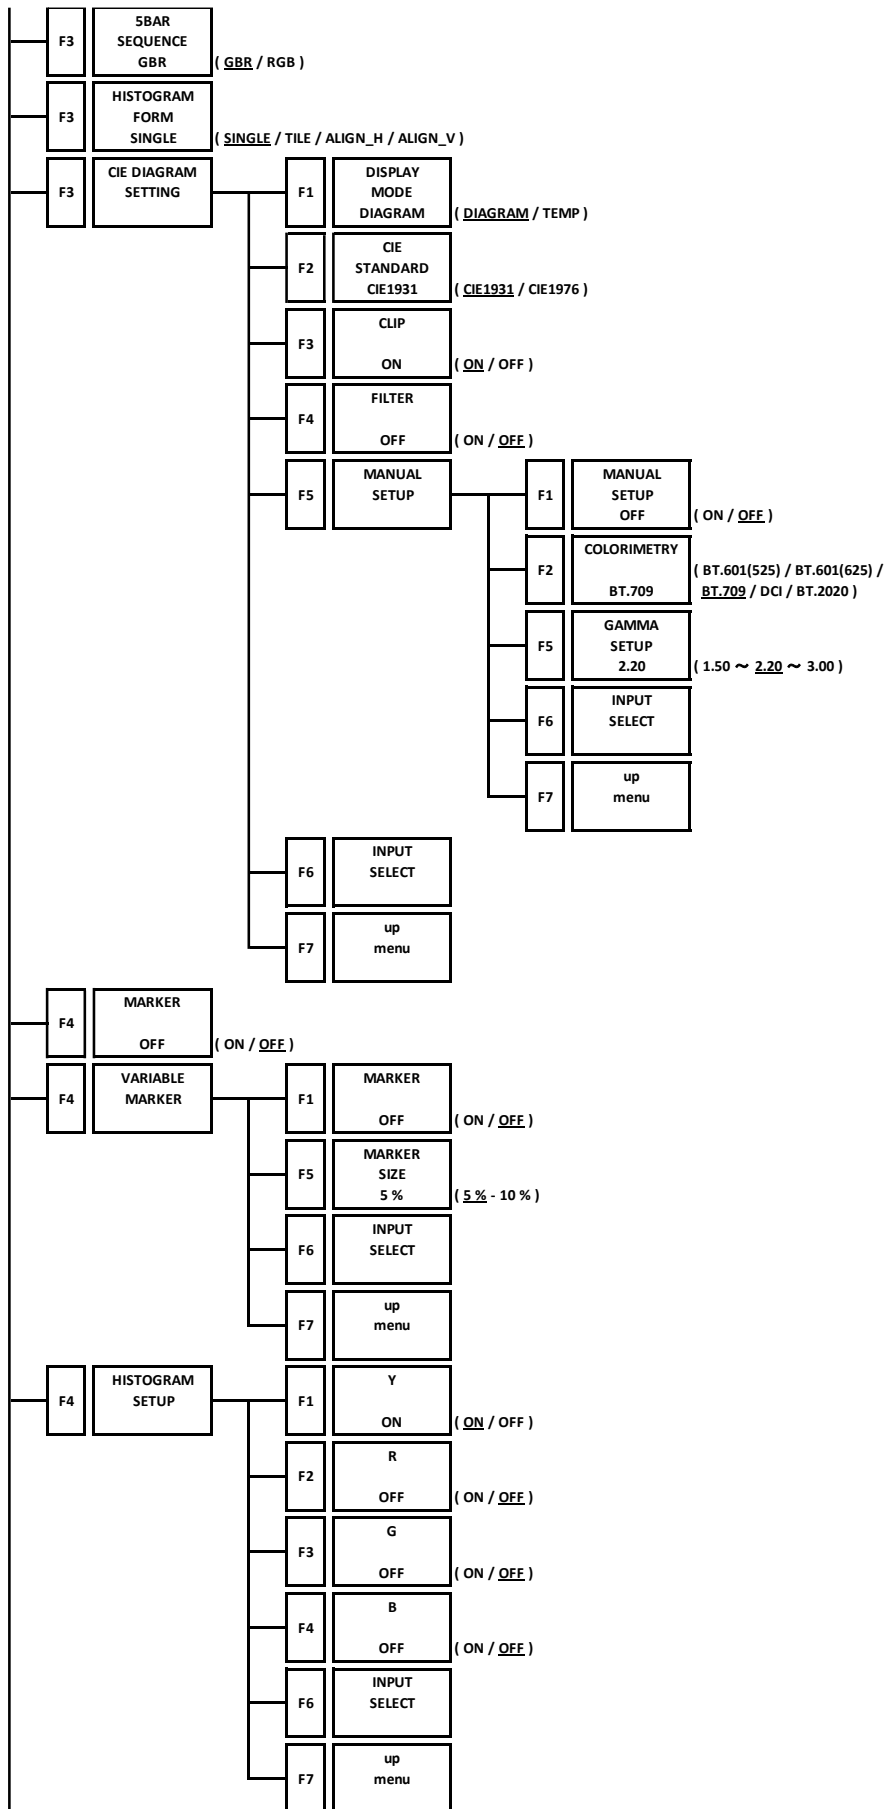 F3
5BAR
SEQUENCE
GBR
( GBR / RGB )
F3
HISTOGRAM
FORM
SINGLE
( SINGLE / TILE / ALIGN_H / ALIGN_V )
F3
CIE DIAGRAM
SETTING
F1
DISPLAY
MODE
DIAGRAM
( DIAGRAM / TEMP )
F2
CIE
STANDARD
CIE1931
( CIE1931 / CIE1976 )
F3
CLIP
ON
( ON / OFF )
F4
FILTER
OFF
( ON / OFF )
F5
MANUAL
SETUP
F1
MANUAL
SETUP
OFF
( ON / OFF )
F2
COLORIMETRY
BT.709
( BT.601(525) / BT.601(625) /
BT.709 / DCI / BT.2020 )
F5
GAMMA
SETUP
2.20
( 1.50 ～ 2.20 ～ 3.00 )
F6
INPUT
SELECT
F7
up
menu
F6
INPUT
SELECT
F7
up
menu
F4
MARKER
OFF
( ON / OFF )
F4
VARIABLE
MARKER
F1
MARKER
OFF
( ON / OFF )
F5
MARKER
SIZE
5 %
( 5 % - 10 % )
F6
INPUT
SELECT
F7
up
menu
F4
HISTOGRAM
SETUP
F1
Y
ON
( ON / OFF )
F2
R
OFF
( ON / OFF )
F3
G
OFF
( ON / OFF )
F4
B
OFF
( ON / OFF )
F6
INPUT
SELECT
F7
up
menu